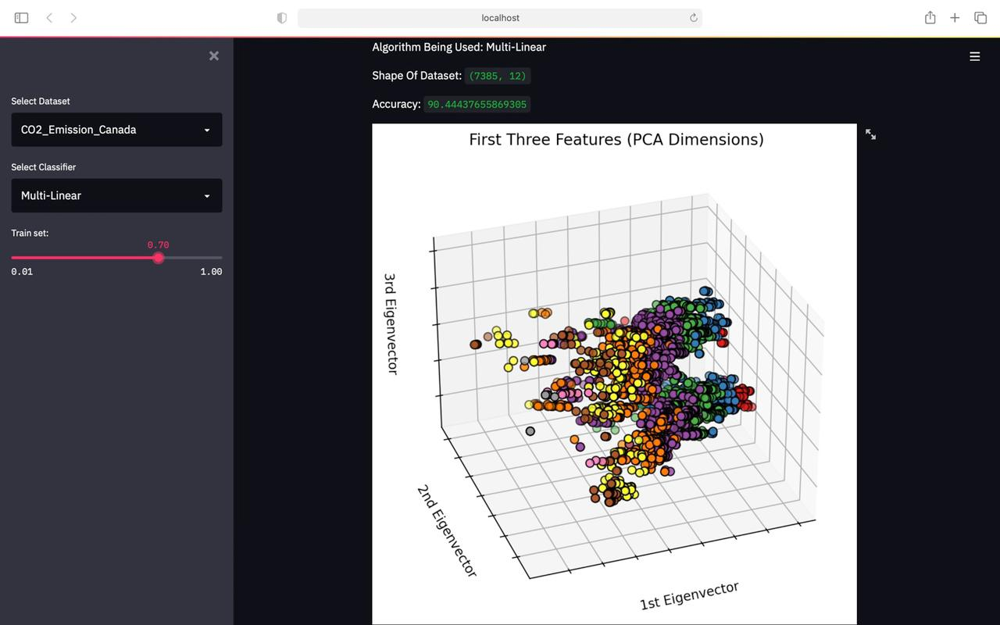 localhost
Select Dataset
CO2_Emission_Canada
Select Classifier
Multi-Linear
Train set:
0.70
0.01 1.00
Algorithm Being Used: Multi-Linear
Shape Of Dataset: (7385, 12)
Accuracy: 90.44437655869305
First Three Features (PCA Dimensions)
3rd Eigenvector
2nd Eigenvector
1st Eigenvector